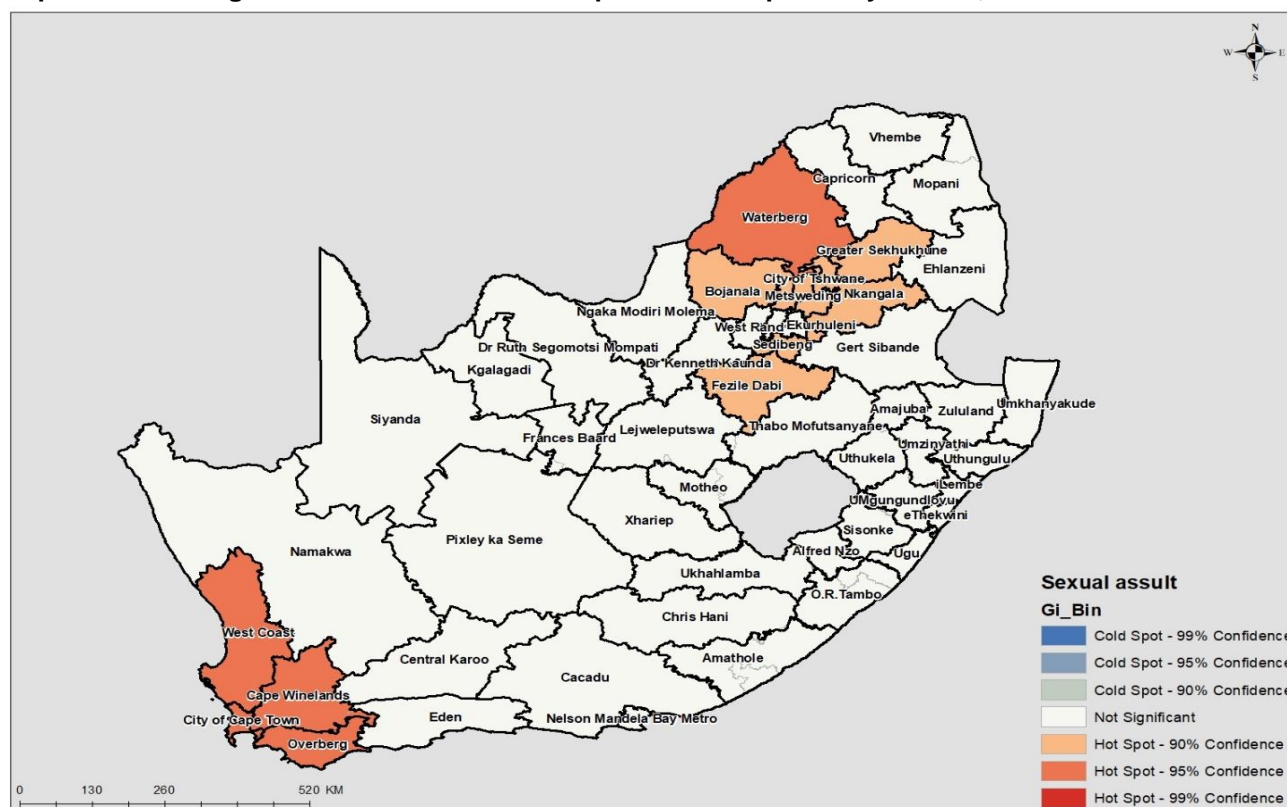 N
W E
S
Vhembe
Capricorn
Mopani
Waterberg
Greater Sekhukhune
Ehlanzeni
City of Tshwane
Bojanala
Metsweding
Nkangala
Ngaka Modiri Molema
West Rand
Ekurhuleni
Sedibeng
Gert Sibande
Dr Ruth Segomotsi Mompati
Dr Kenneth Kaunda
Kgalagadi
Fezile Dabi
Siyanda
Amajuba
Zululand
Umkhanyakude
Frances Baard
Lejweleputswa
Thabo Mofutsanyane
Umzinyathi
Uthukela
Uthungulu
Motheo
iLembe
UMgungundlovu
eThekwini
Xhariep
Sisonke
Namakwa
Pixley ka Seme
Alfred Nzo
Ugu
Ukhahlamba
O.R.Tambo
Chris Hani
West Coast
Central Karoo
Amathole
Cacadu
Cape Winelands
City of Cape Town
Eden
Nelson Mandela Bay Metro
Overberg
Sexual assult
Gi_Bin
Cold Spot - 99% Confidence
Cold Spot - 95% Confidence
Cold Spot - 90% Confidence
Not Significant
Hot Spot - 90% Confidence
Hot Spot - 95% Confidence
Hot Spot - 99% Confidence
0 130 260 520 KM